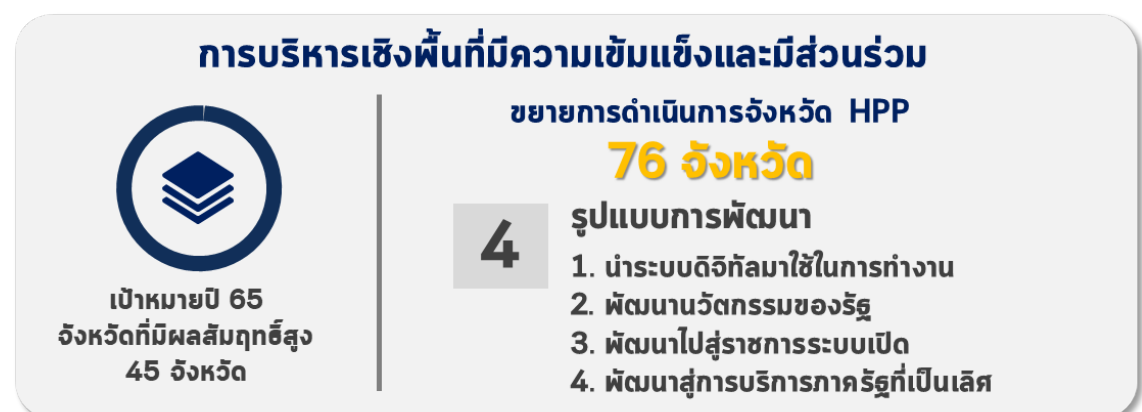 การบริหารเชิงพื้นที่มีความเข้มแข็งและมีส่วนร่วม
เป้าหมายปี 65
จังหวัดที่มีผลสัมฤทธิ์สูง
45 จังหวัด
ขยายการดำเนินการจังหวัด HPP
76 จังหวัด
4
รูปแบบการพัฒนา
1. นำระบบดิจิทัลมาใช้ในการทำงาน
2. พัฒนานวัตกรรมของรัฐ
3. พัฒนาไปสู่ราชการระบบเปิด
4. พัฒนาสู่การบริการภาครัฐที่เป็นเลิศ